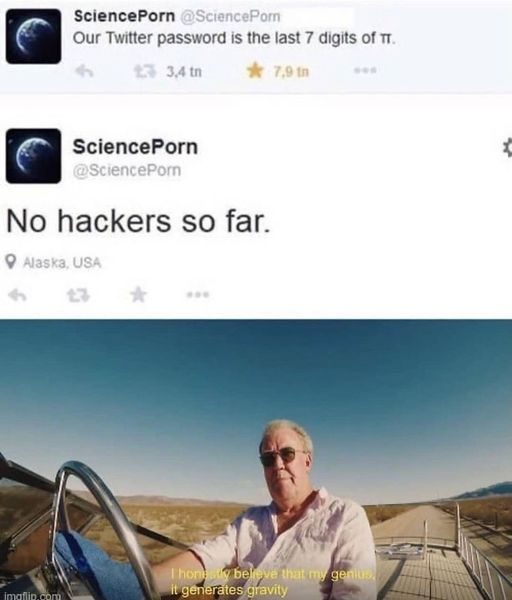 SciencePorn @SciencePorn
Our Twitter password is the last 7 digits of π.
3,4 tn
7,9 tn
SciencePorn
@SciencePorn
No hackers so far.
Alaska, USA
I honestly believe that my genius,
it generates gravity
imgflip.com